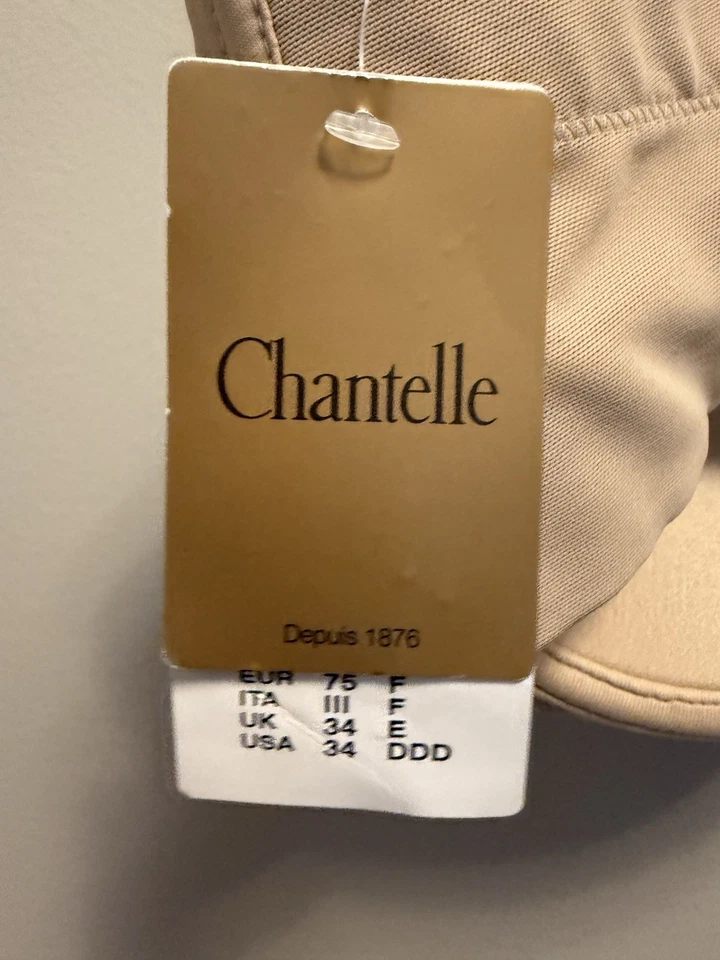 Chantelle
Depuis 1876
EUR 75 F
ITA III F
UK 34 E
USA 34 DDD